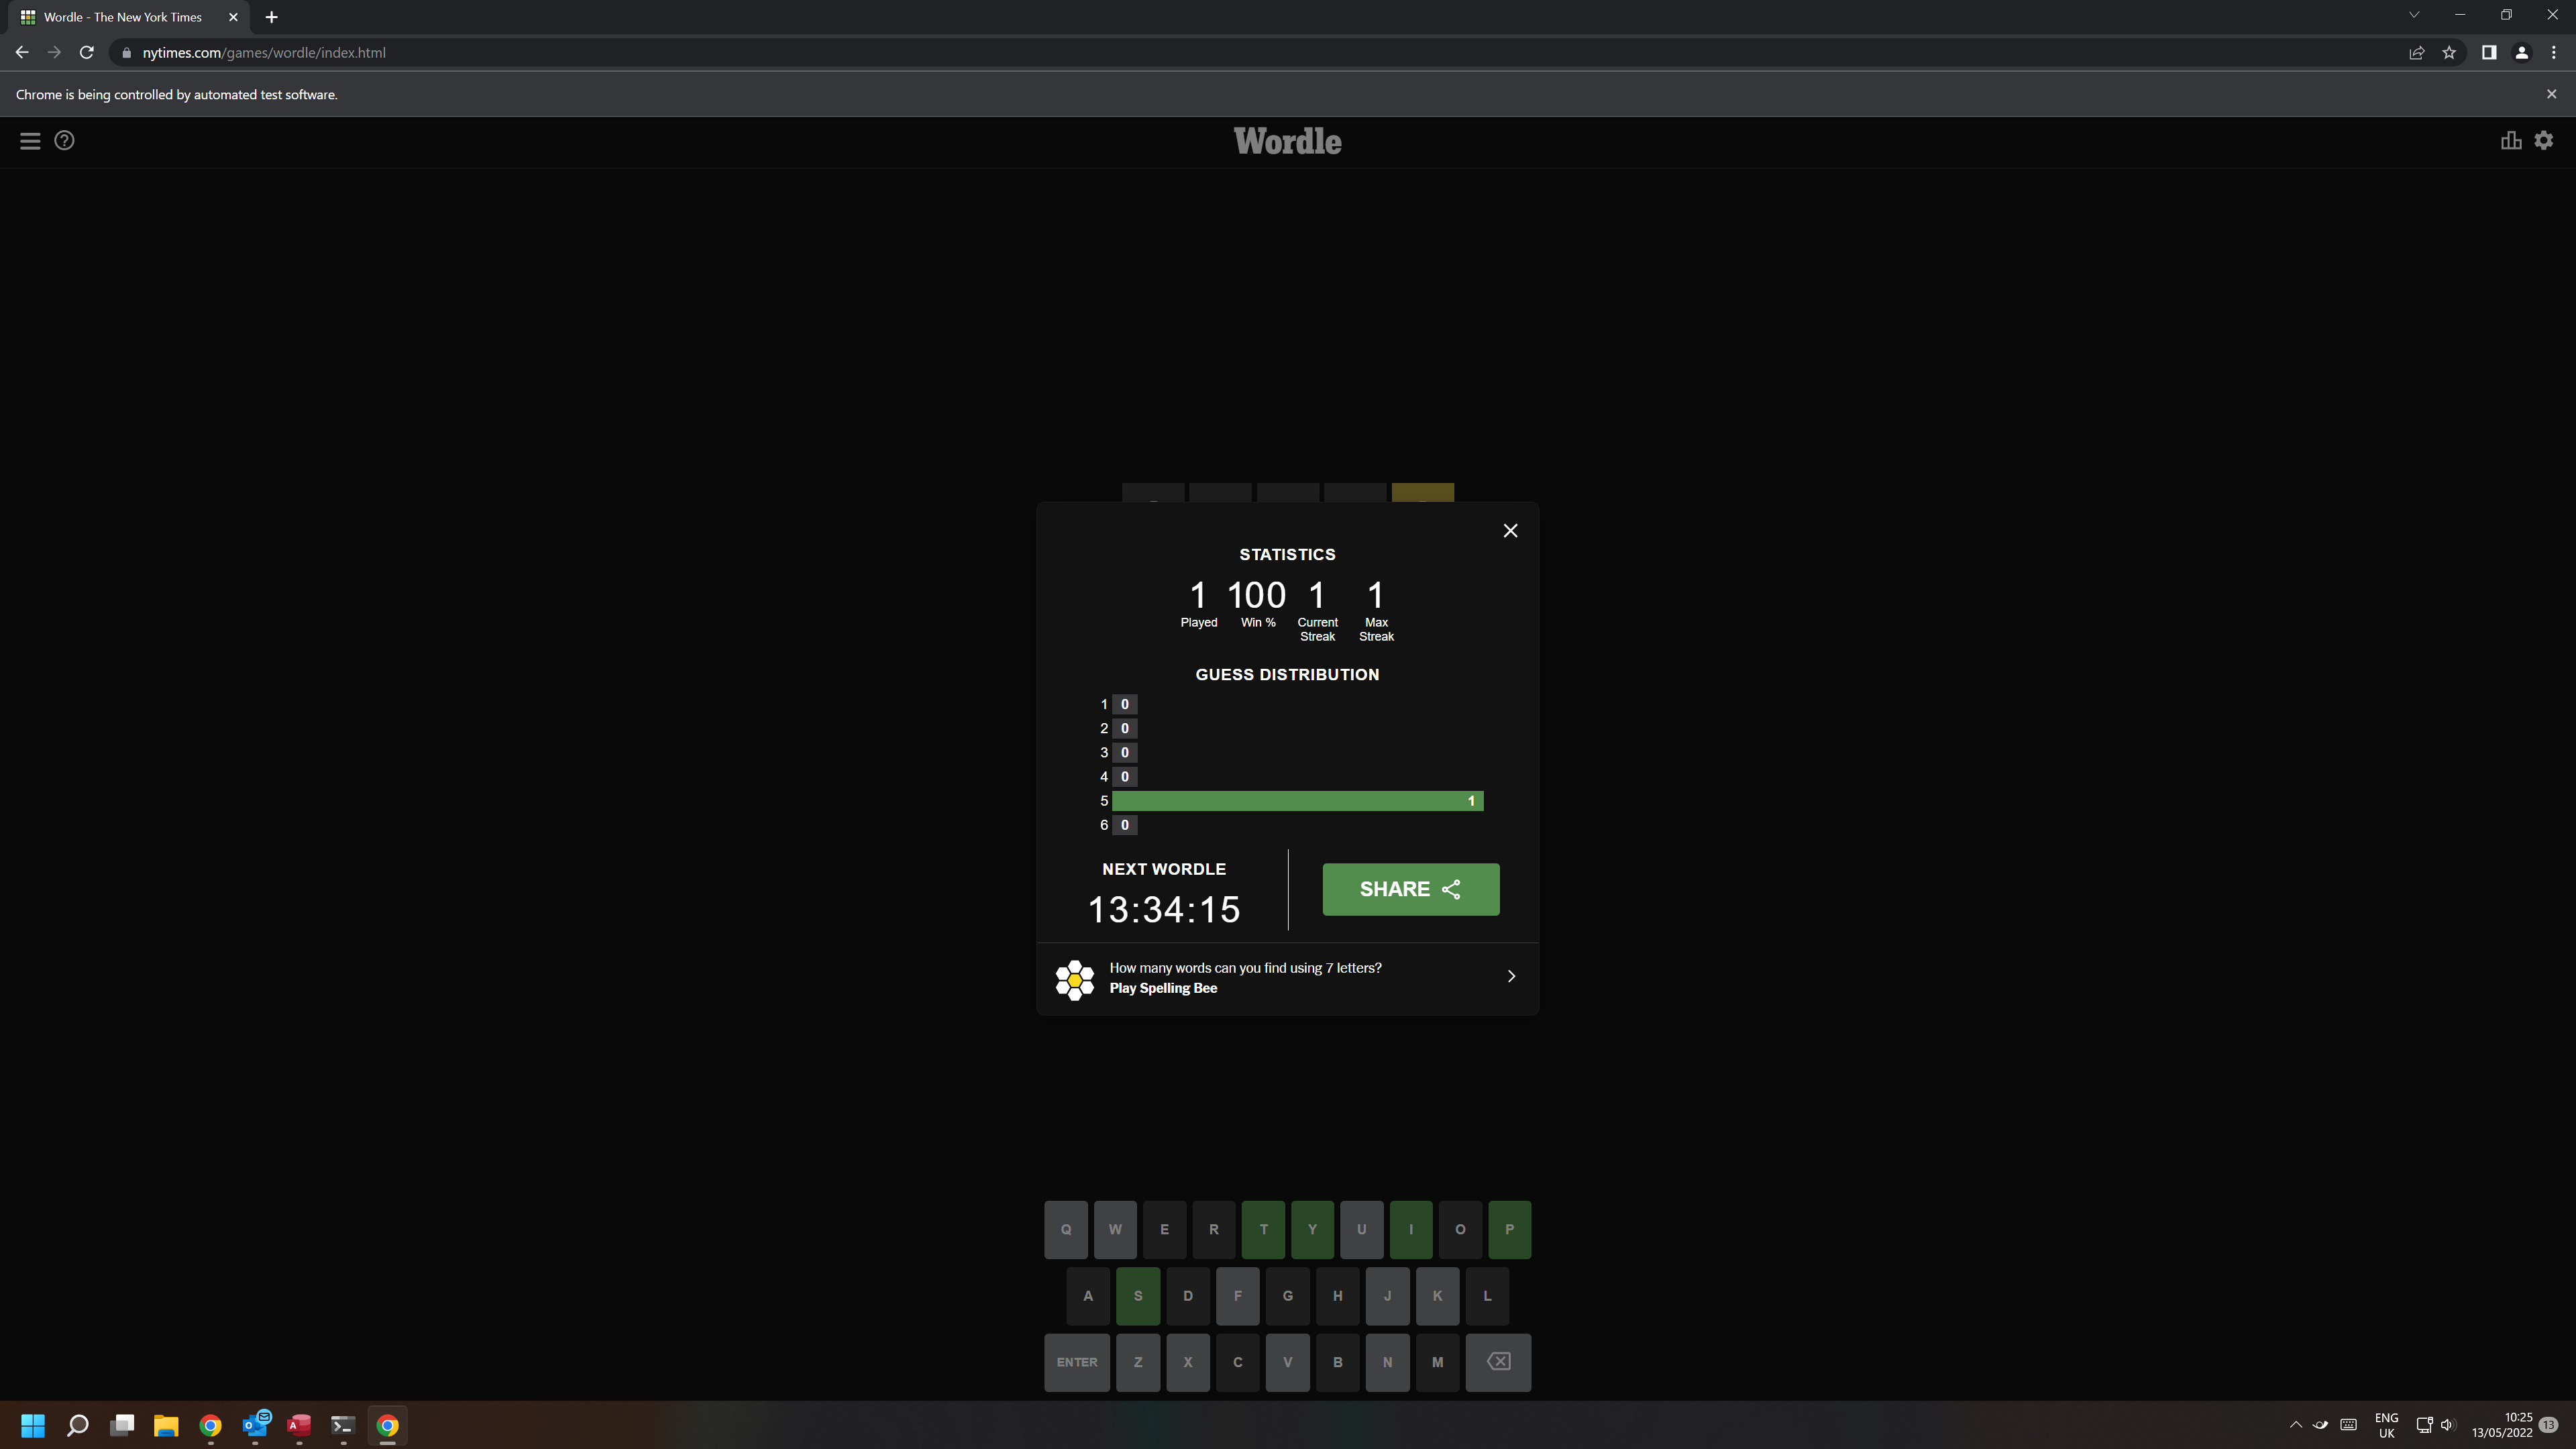 Wordle - The New York Times
nytimes.com/games/wordle/index.html
Chrome is being controlled by automated test software.
Wordle
STATISTICS
1 100 1 1
Played Win % Current Streak Max Streak
GUESS DISTRIBUTION
1 0
2 0
3 0
4 0
5 1
6 0
NEXT WORDLE
13:34:15
SHARE
How many words can you find using 7 letters?
Play Spelling Bee
Q W E R T Y U I O P
A S D F G H J K L
ENTER Z X C V B N M
ENG
UK
10:25
13/05/2022
13